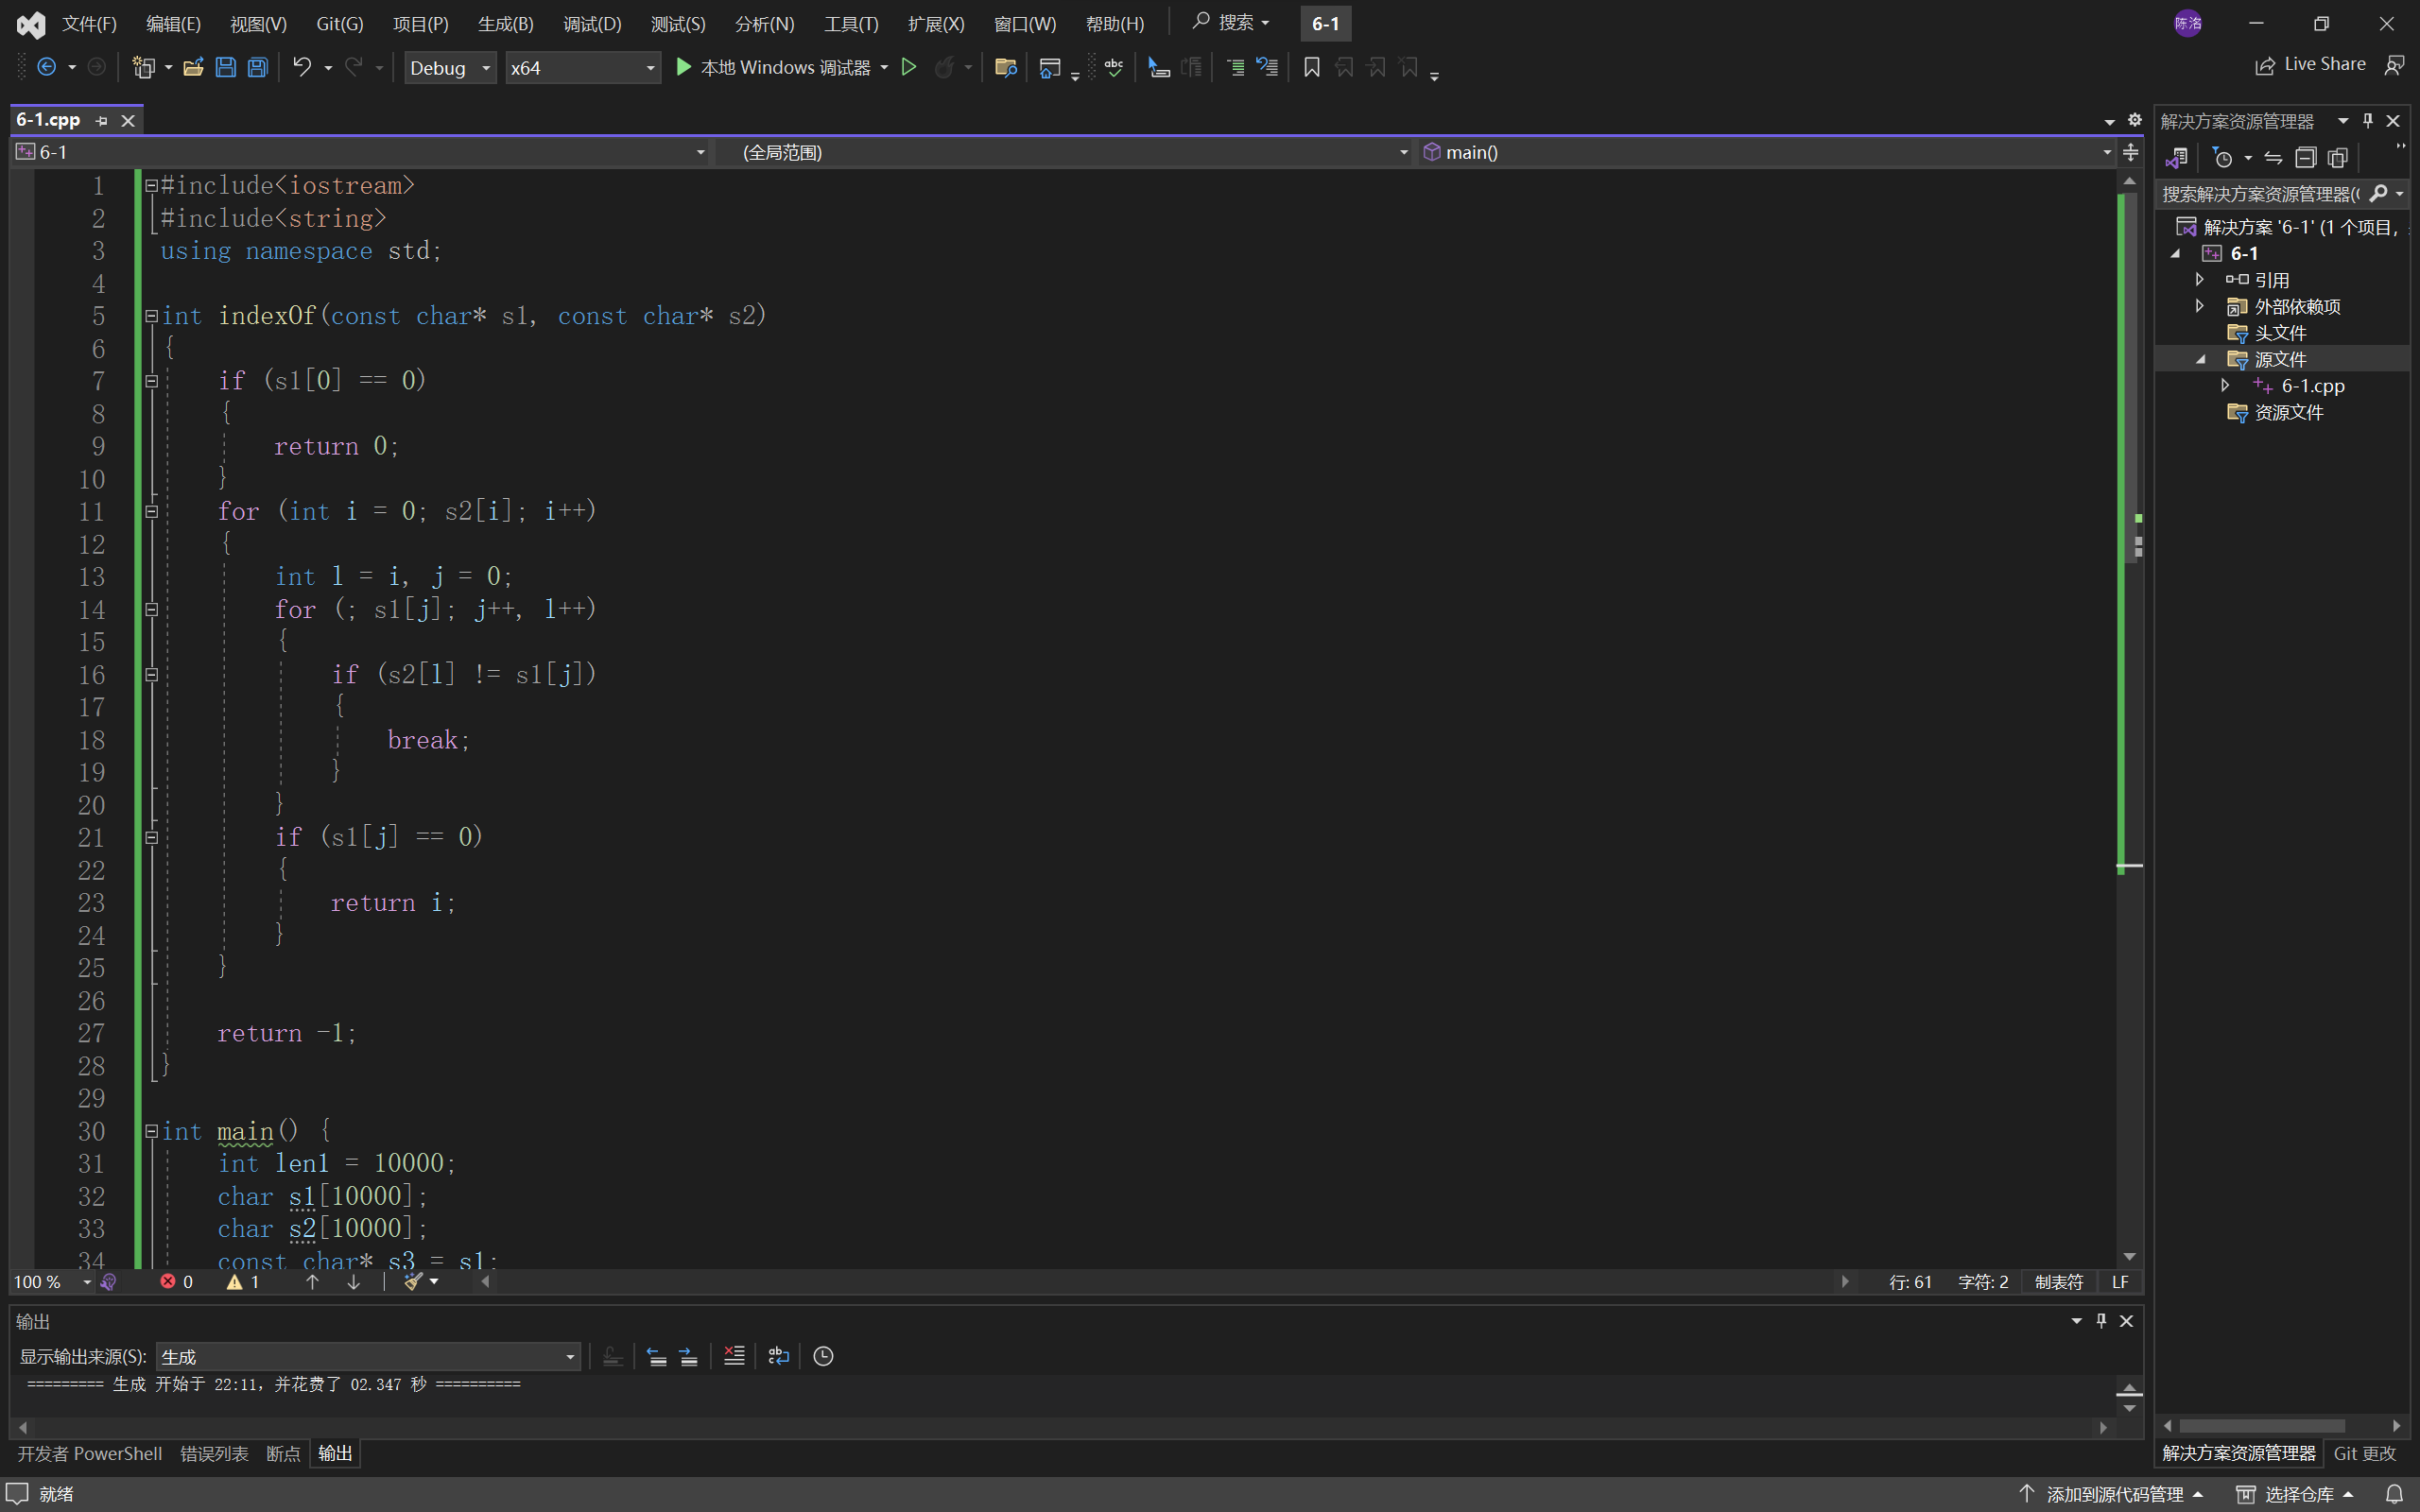 文件(F) 编辑(E) 视图(V) Git(G) 项目(P) 生成(B) 调试(D) 测试(S) 分析(N) 工具(T) 扩展(X) 窗口(W) 帮助(H) 搜索 6-1 陈洛
Debug x64 本地 Windows 调试器 Live Share
6-1.cpp
6-1 (全局范围) main()
1 #include<iostream>
2 #include<string>
3 using namespace std;
4
5 int indexOf(const char* s1, const char* s2)
6 {
7 if (s1[0] == 0)
8 {
9 return 0;
10 }
11 for (int i = 0; s2[i]; i++)
12 {
13 int l = i, j = 0;
14 for (; s1[j]; j++, l++)
15 {
16 if (s2[l] != s1[j])
17 {
18 break;
19 }
20 }
21 if (s1[j] == 0)
22 {
23 return i;
24 }
25 }
26
27 return -1;
28 }
29
30 int main() {
31 int len1 = 10000;
32 char s1[10000];
33 char s2[10000];
34 const char* s3 = s1;
100 % 0 1 行: 61 字符: 2 制表符 LF
输出
显示输出来源(S): 生成
========= 生成 开始于 22:11，并花费了 02.347 秒 ==========
开发者 PowerShell 错误列表 断点 输出
解决方案资源管理器
搜索解决方案资源管理器(
解决方案 '6-1' (1 个项目,
6-1
引用
外部依赖项
头文件
源文件
6-1.cpp
资源文件
解决方案资源管理器 Git 更改
就绪 添加到源代码管理 选择仓库